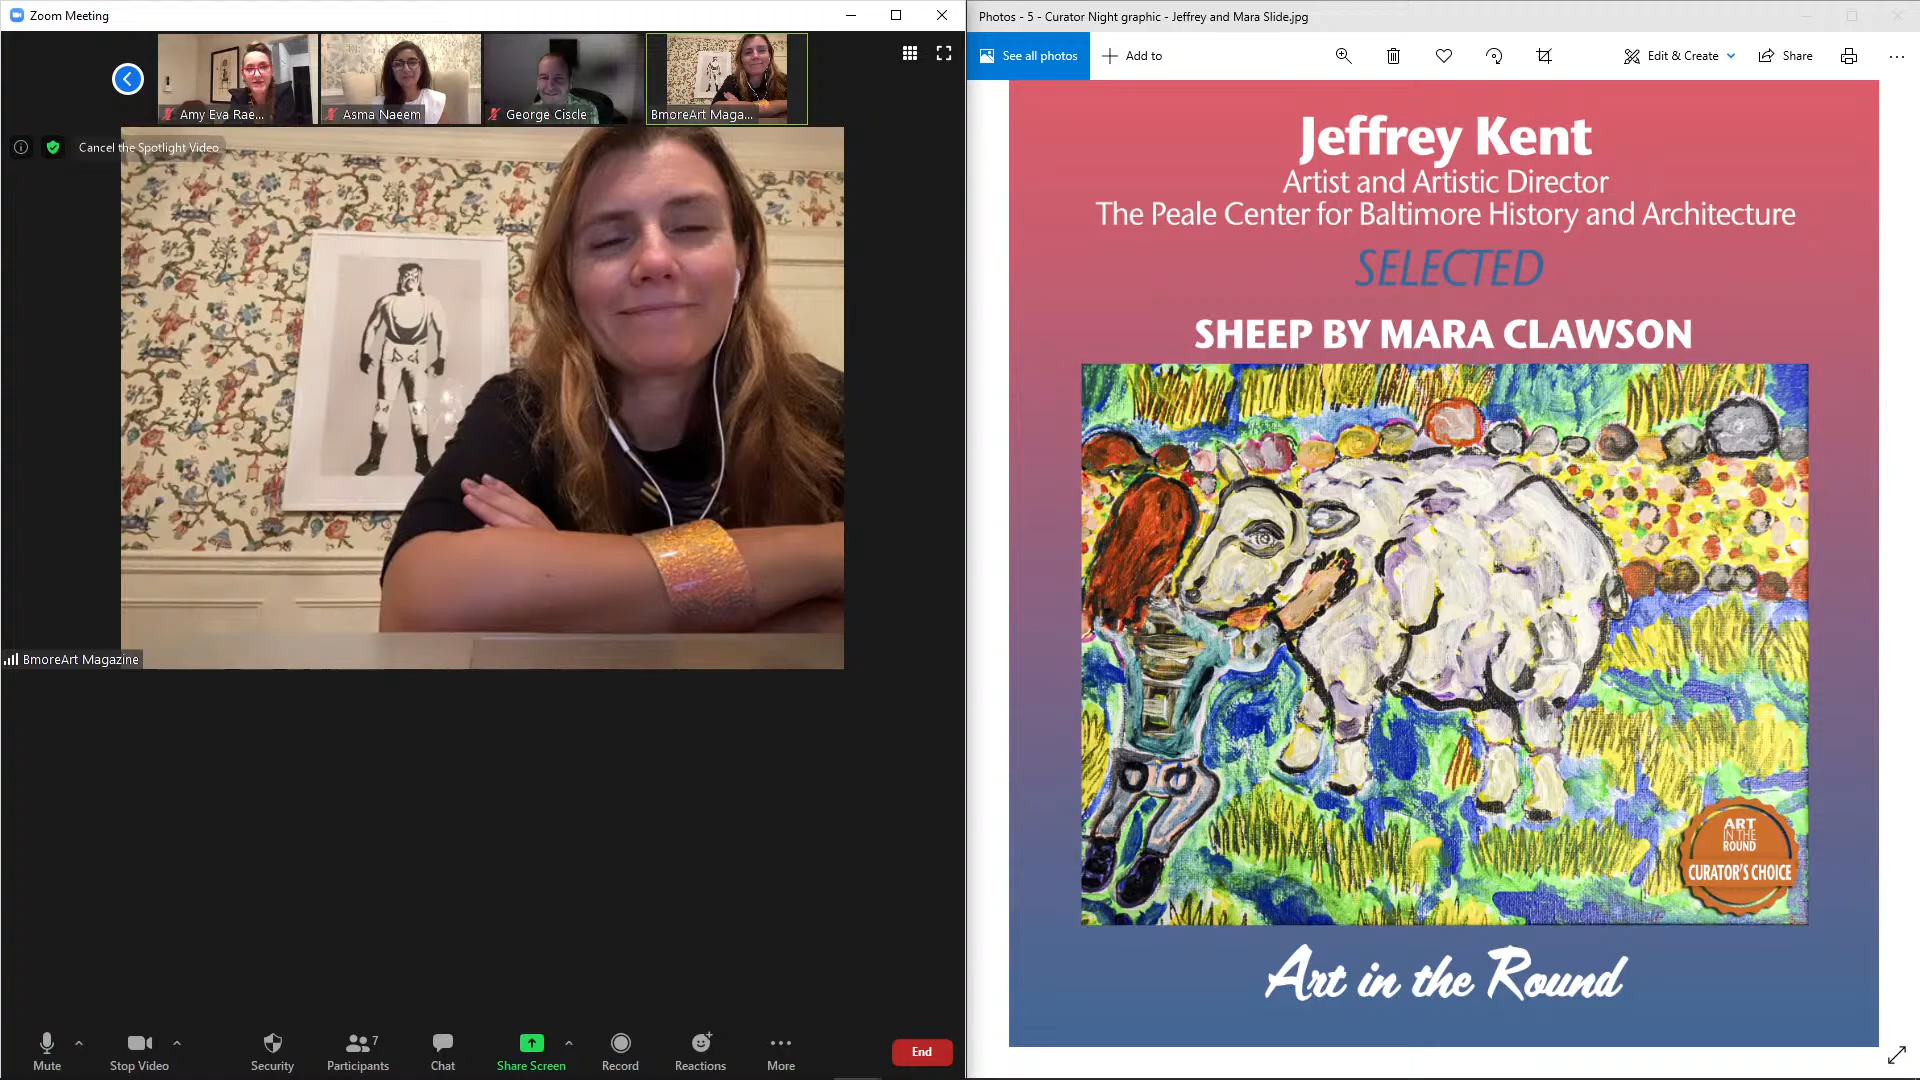 Zoom Meeting
Amy Eva Rae...
Asma Naeem
George Ciscle
BmoreArt Maga...
Cancel the Spotlight Video
BmoreArt Magazine
Mute
Stop Video
Security
7
Participants
Chat
Share Screen
Record
Reactions
More
End
Photos - 5 - Curator Night graphic - Jeffrey and Mara Slide.jpg
See all photos
Add to
Edit & Create
Share
Jeffrey Kent
Artist and Artistic Director
The Peale Center for Baltimore History and Architecture
SELECTED
SHEEP BY MARA CLAWSON
ART
IN THE
ROUND
CURATOR'S CHOICE
Art in the Round